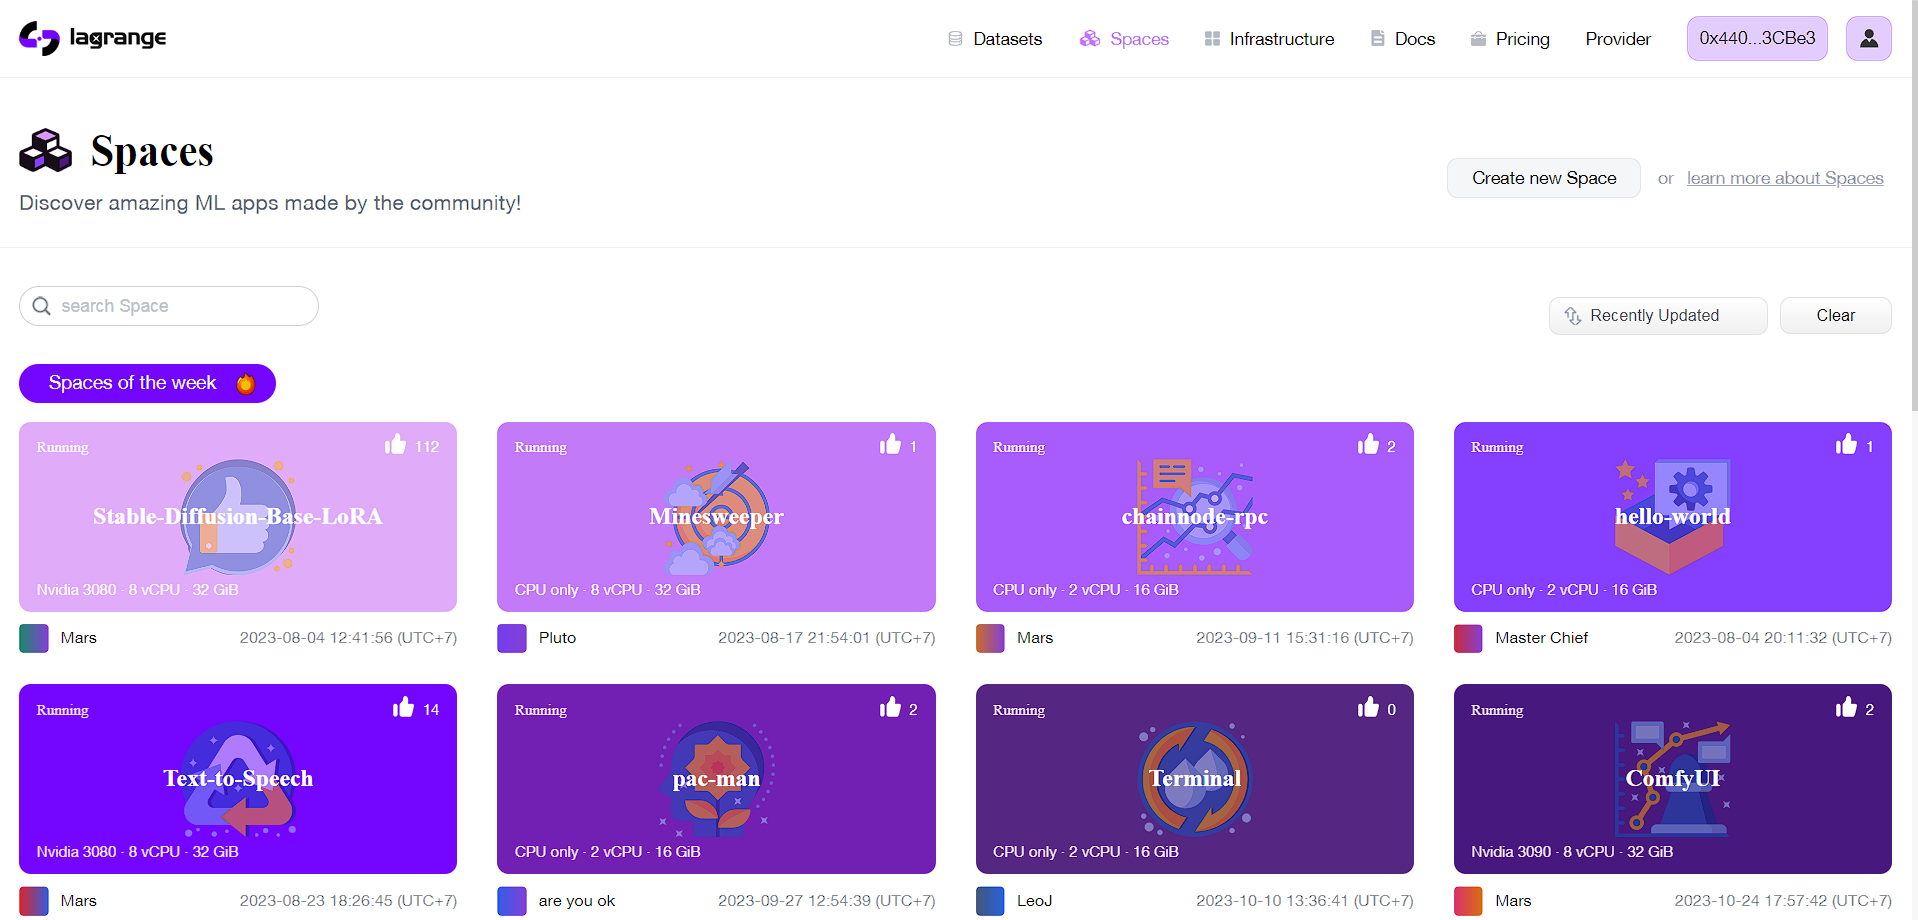 lagrange
Datasets
Spaces
Infrastructure
Docs
Pricing
Provider
0x440...3CBe3
Spaces
Discover amazing ML apps made by the community!
Create new Space or learn more about Spaces
search Space
Recently Updated
Clear
Spaces of the week
Running 112
Stable-Diffusion-Base-LoRA
Nvidia 3080 · 8 vCPU · 32 GiB
Mars 2023-08-04 12:41:56 (UTC+7)
Running 1
Minesweeper
CPU only · 8 vCPU · 32 GiB
Pluto 2023-08-17 21:54:01 (UTC+7)
Running 2
chainnode-rpc
CPU only · 2 vCPU · 16 GiB
Mars 2023-09-11 15:31:16 (UTC+7)
Running 1
hello-world
CPU only · 2 vCPU · 16 GiB
Master Chief 2023-08-04 20:11:32 (UTC+7)
Running 14
Text-to-Speech
Nvidia 3080 · 8 vCPU · 32 GiB
Mars 2023-08-23 18:26:45 (UTC+7)
Running 2
pac-man
CPU only · 2 vCPU · 16 GiB
are you ok 2023-09-27 12:54:39 (UTC+7)
Running 0
Terminal
CPU only · 2 vCPU · 16 GiB
LeoJ 2023-10-10 13:36:41 (UTC+7)
Running 2
ComfyUI
Nvidia 3090 · 8 vCPU · 32 GiB
Mars 2023-10-24 17:57:42 (UTC+7)